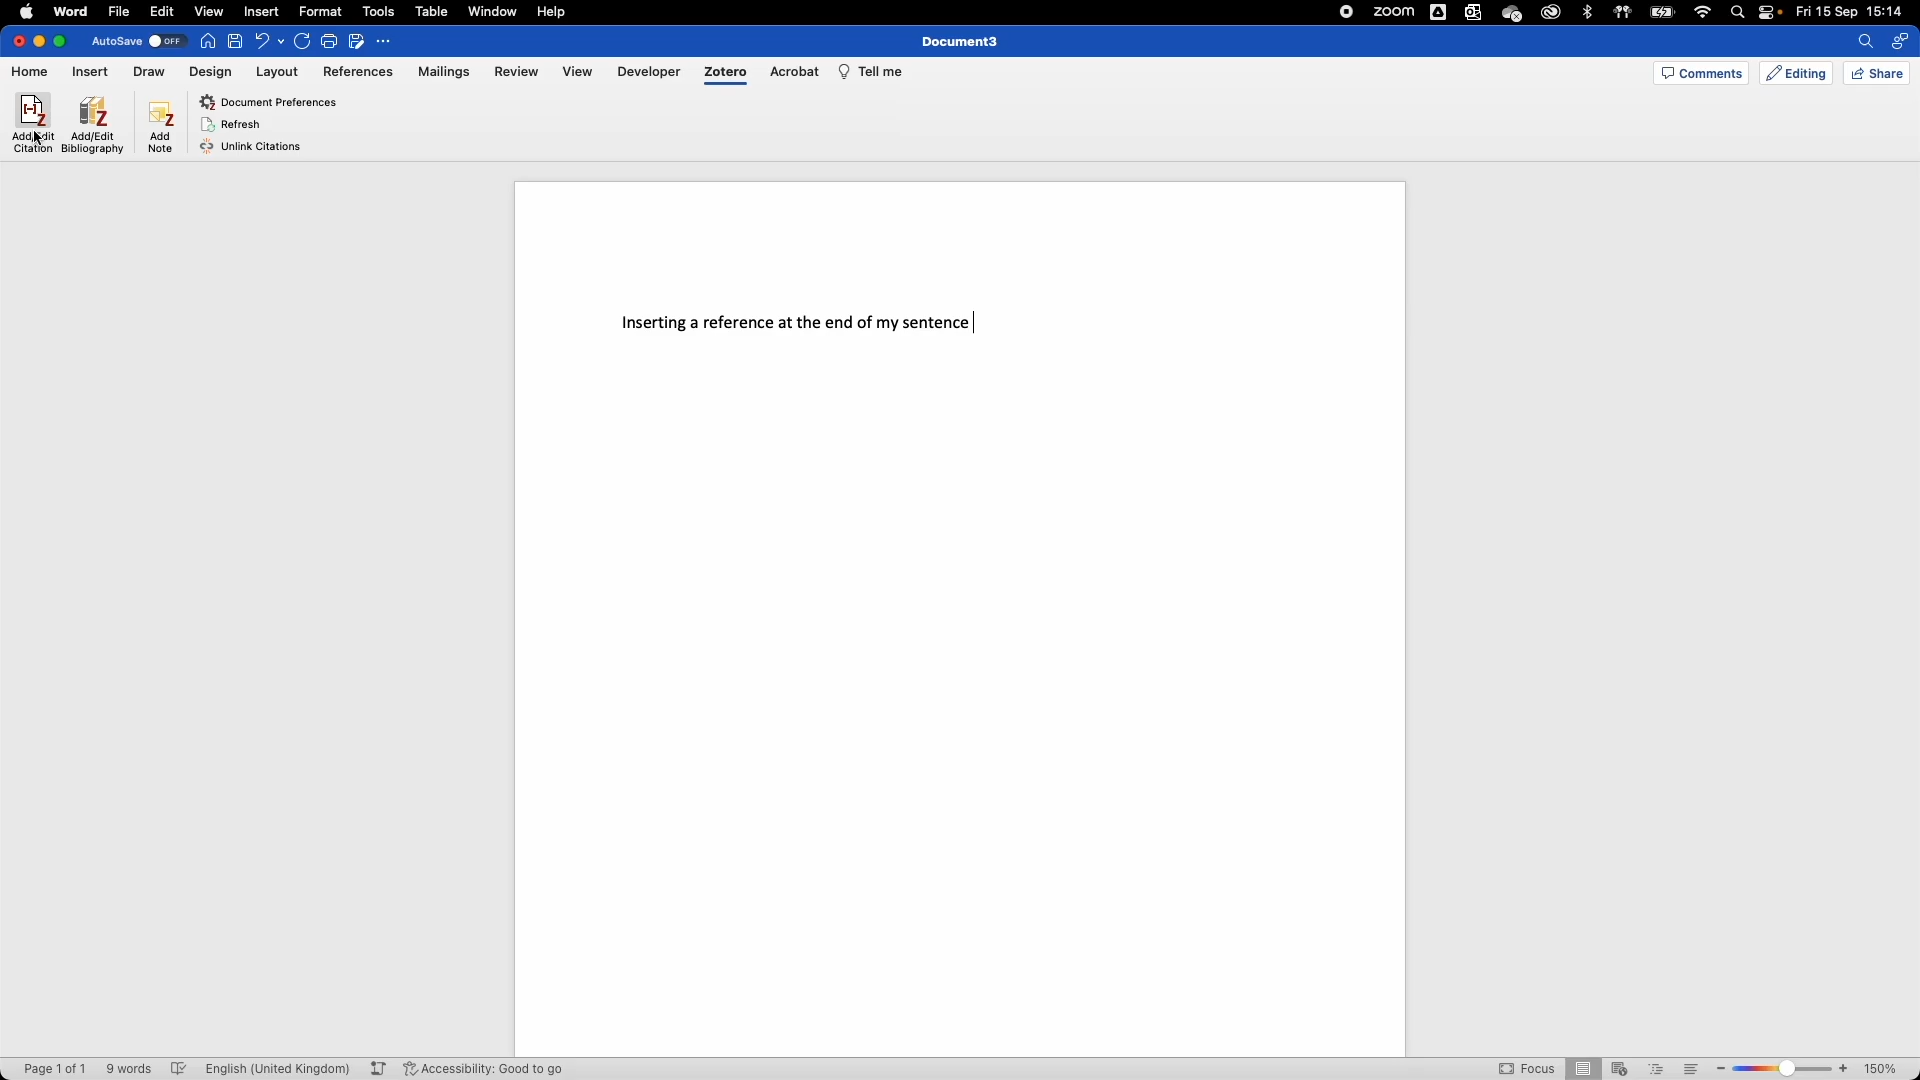 Word File Edit View Insert Format Tools Table Window Help zoom Fri 15 Sep 15:14
AutoSave OFF Document3
Home Insert Draw Design Layout References Mailings Review View Developer Zotero Acrobat Tell me Comments Editing Share
Add/Edit Citation
Add/Edit Bibliography
Add Note
Document Preferences
Refresh
Unlink Citations
Inserting a reference at the end of my sentence
Page 1 of 1 9 words English (United Kingdom) Accessibility: Good to go Focus 150%